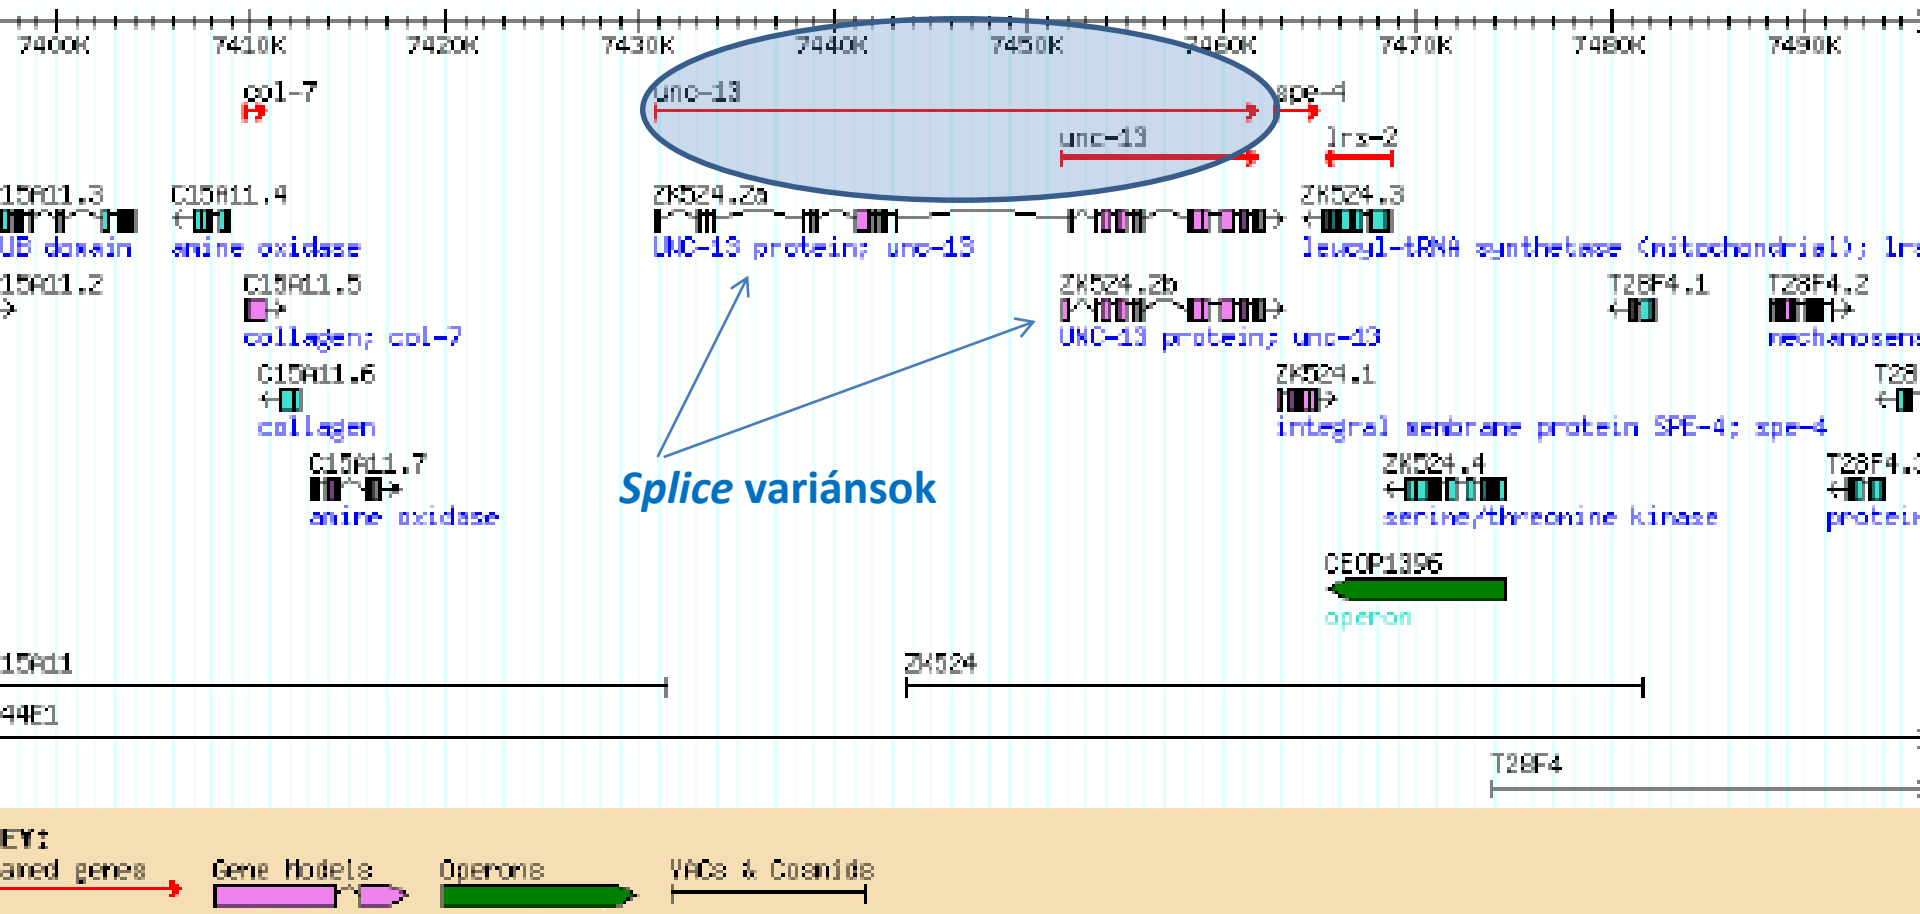 7400K 7410K 7420K 7430K 7440K 7450K 7460K 7470K 7480K 7490K
col-7 unc-13 spe-4
unc-13 lrs-2
15A11.3 C15A11.4 ZK524.2a ZK524.3
UB domain amine oxidase UNC-13 protein; unc-13 leucyl-tRNA synthetase (mitochondrial); lrs
15A11.2 C15A11.5 ZK524.2b T28F4.1 T28F4.2
collagen; col-7 UNC-13 protein; unc-13 mechanosens
C15A11.6 ZK524.1 T28
collagen integral membrane protein SPE-4; spe-4
C15A11.7 ZK524.4 T28F4.3
Splice variánsok
amine oxidase serine/threonine kinase protein
CEOP1396
operon
15A11 ZK524
44E1
T28F4
EY:
amed genes Gene Models Operons YACs & Cosmids